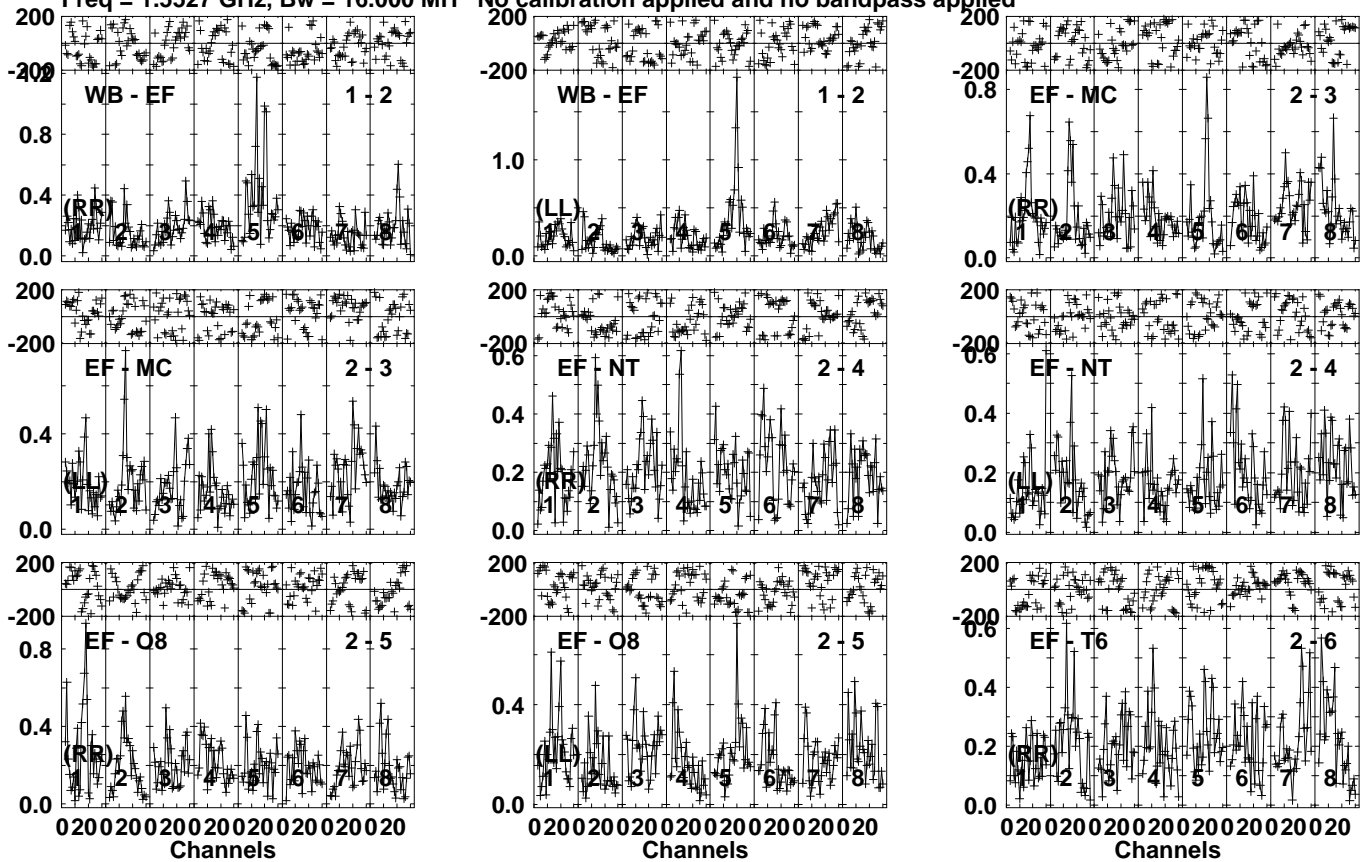 Freq = 1.5527 GHz, Bw = 16.000 MH No calibration applied and no bandpass applied
200 200 200
-200 -200 -200
1.2
WB - EF 1 - 2 WB - EF 1 - 2 EF - MC 2 - 3
0.8 1.0 0.8
0.4 0.4
(RR) (LL) (RR)
1 2 3 4 5 6 7 8 1 2 3 4 5 6 7 8 1 2 3 4 5 6 7 8
0.0 0.0 0.0
200 200 200
-200 -200 -200
0.6 0.6
EF - MC 2 - 3 EF - NT 2 - 4 EF - NT 2 - 4
0.4 0.4 0.4
0.2 0.2
(LL) (RR) (LL)
1 2 3 4 5 6 7 8 1 2 3 4 5 6 7 8 1 2 3 4 5 6 7 8
0.0 0.0 0.0
200 200 200
-200 -200 -200
0.6
EF - O8 2 - 5 EF - O8 2 - 5 EF - T6 2 - 6
0.8
0.4 0.4 0.4
0.2
(RR) (LL) (RR)
1 2 3 4 5 6 7 8 1 2 3 4 5 6 7 8 1 2 3 4 5 6 7 8
0.0 0.0 0.0
0 20 0 20 0 20 0 20 0 20 0 20 0 20 0 20 0 20 0 20 0 20 0 20 0 20 0 20 0 20 0 20 0 20 0 20 0 20 0 20 0 20 0 20 0 20 0 20
Channels Channels Channels